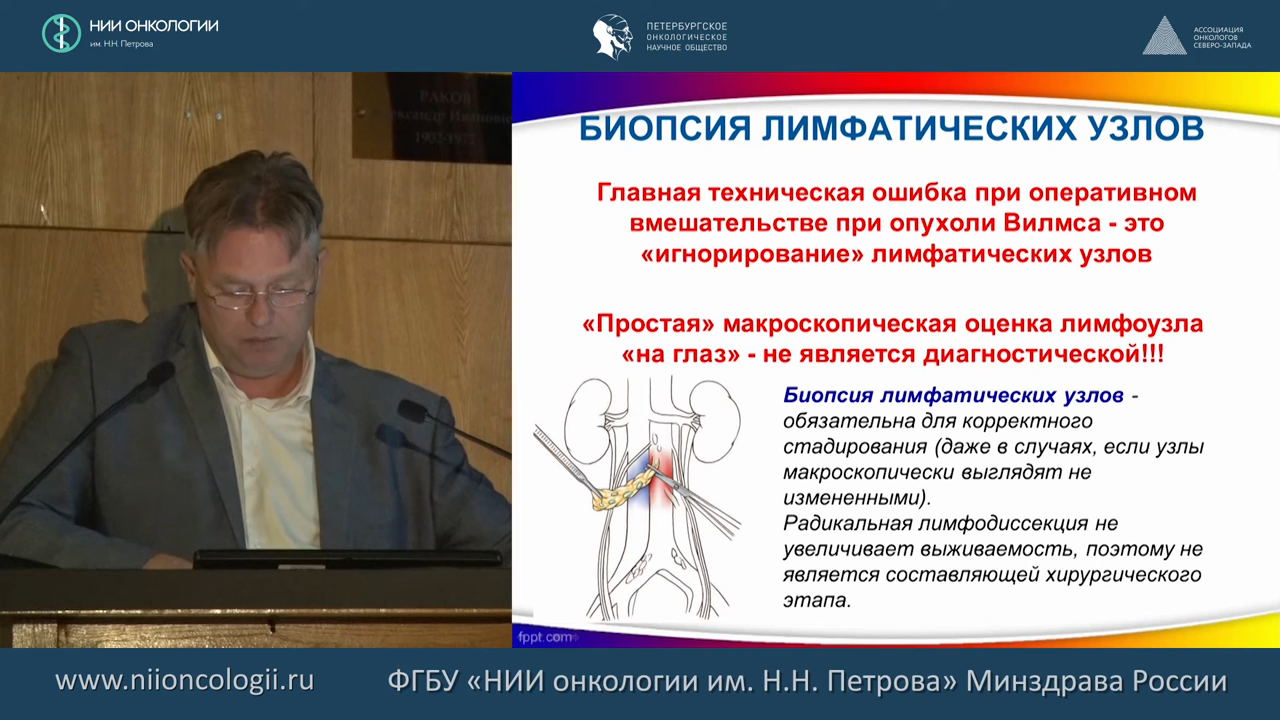 НИИ ОНКОЛОГИИ
им. Н.Н. Петрова
ПЕТЕРБУРГСКОЕ
ОНКОЛОГИЧЕСКОЕ
НАУЧНОЕ ОБЩЕСТВО
АССОЦИАЦИЯ
ОНКОЛОГОВ
СЕВЕРО-ЗАПАДА
РАКОВ
1902-1972
БИОПСИЯ ЛИМФАТИЧЕСКИХ УЗЛОВ
Главная техническая ошибка при оперативном
вмешательстве при опухоли Вилмса - это
«игнорирование» лимфатических узлов
«Простая» макроскопическая оценка лимфоузла
«на глаз» - не является диагностической!!!
Биопсия лимфатических узлов -
обязательна для корректного
стадирования (даже в случаях, если узлы
макроскопически выглядят не
измененными).
Радикальная лимфодиссекция не
увеличивает выживаемость, поэтому не
является составляющей хирургического
этапа.
fppt.com
www.niioncologii.ru
ФГБУ «НИИ онкологии им. Н.Н. Петрова» Минздрава России